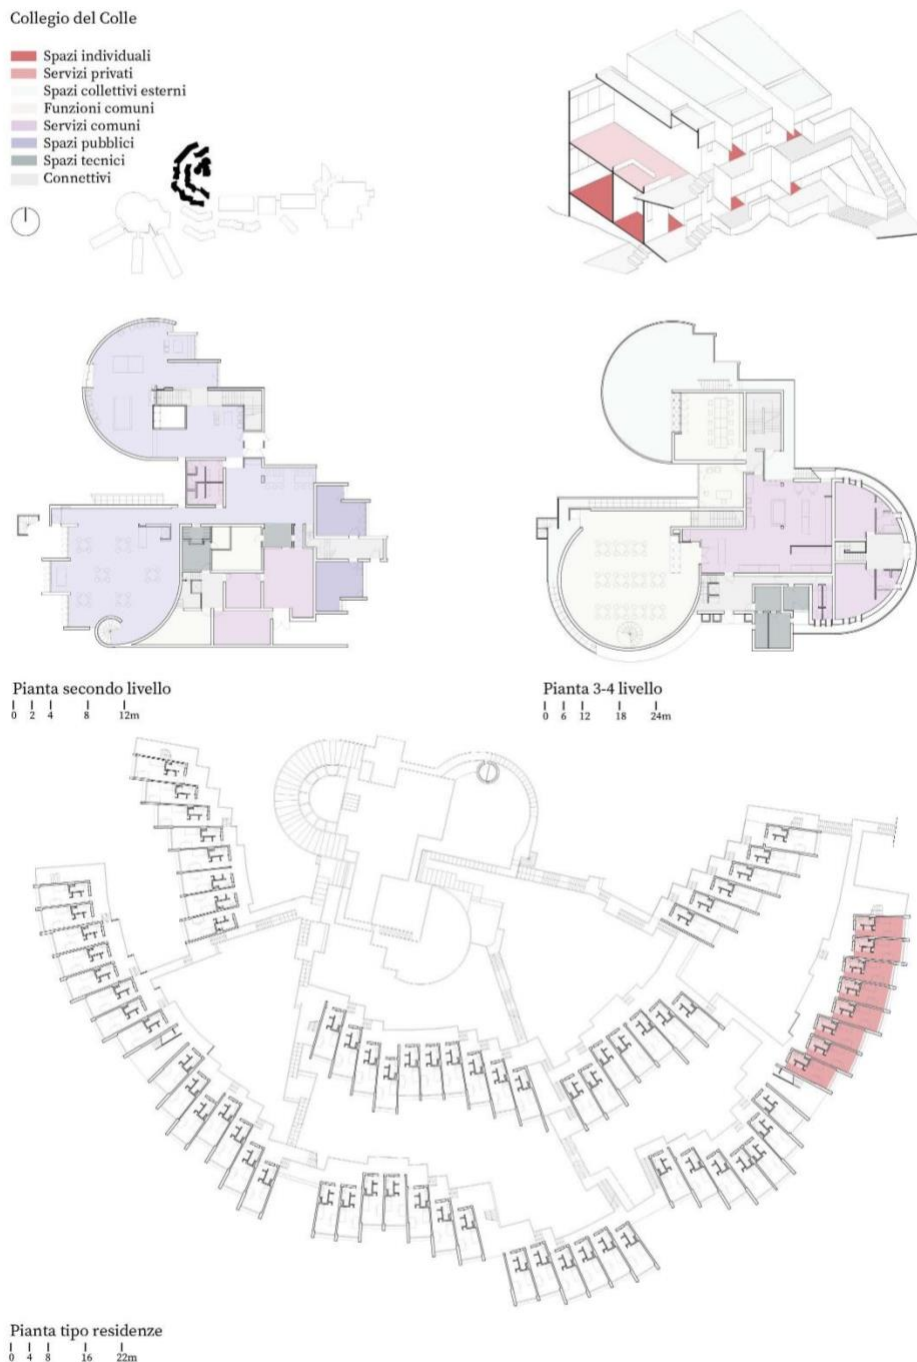 Collegio del Colle
Spazi individuali
Servizi privati
Spazi collettivi esterni
Funzioni comuni
Servizi comuni
Spazi pubblici
Spazi tecnici
Connettivi
Pianta secondo livello
0 2 4 8 12m
Pianta 3-4 livello
0 6 12 18 24m
Pianta tipo residenze
0 4 8 16 22m